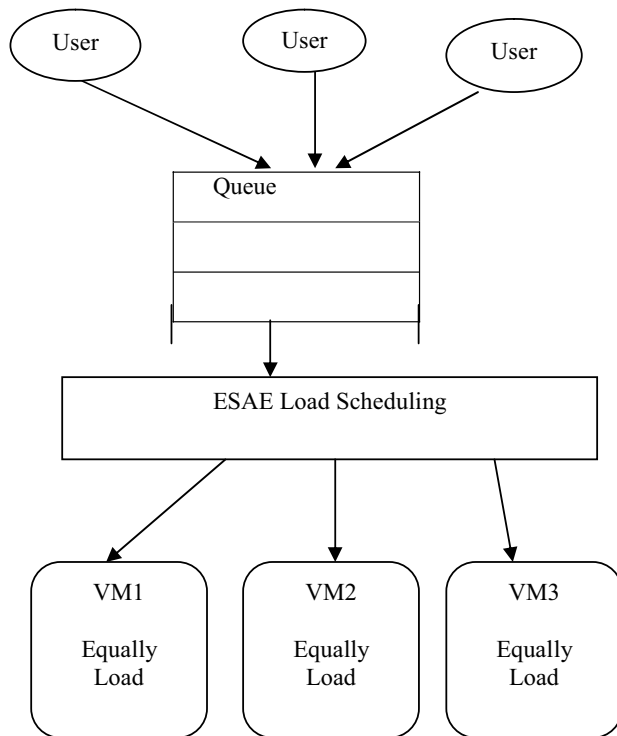 User
User
User
Queue
ESAE Load Scheduling
VM1
Equally
Load
VM2
Equally
Load
VM3
Equally
Load